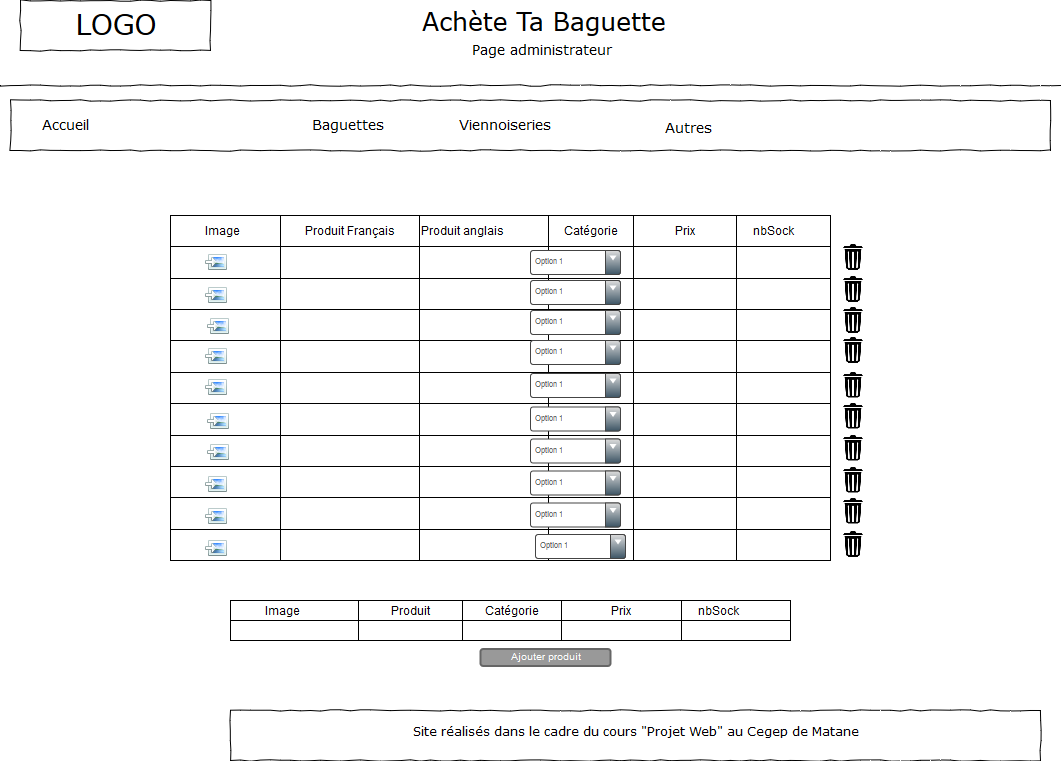 LOGO
Achète Ta Baguette
Page administrateur
Accueil Baguettes Viennoiseries Autres
Image Produit Français Produit anglais Catégorie Prix nbSock
Option 1
Option 1
Option 1
Option 1
Option 1
Option 1
Option 1
Option 1
Option 1
Option 1
Image Produit Catégorie Prix nbSock
Ajouter produit
Site réalisés dans le cadre du cours "Projet Web" au Cegep de Matane